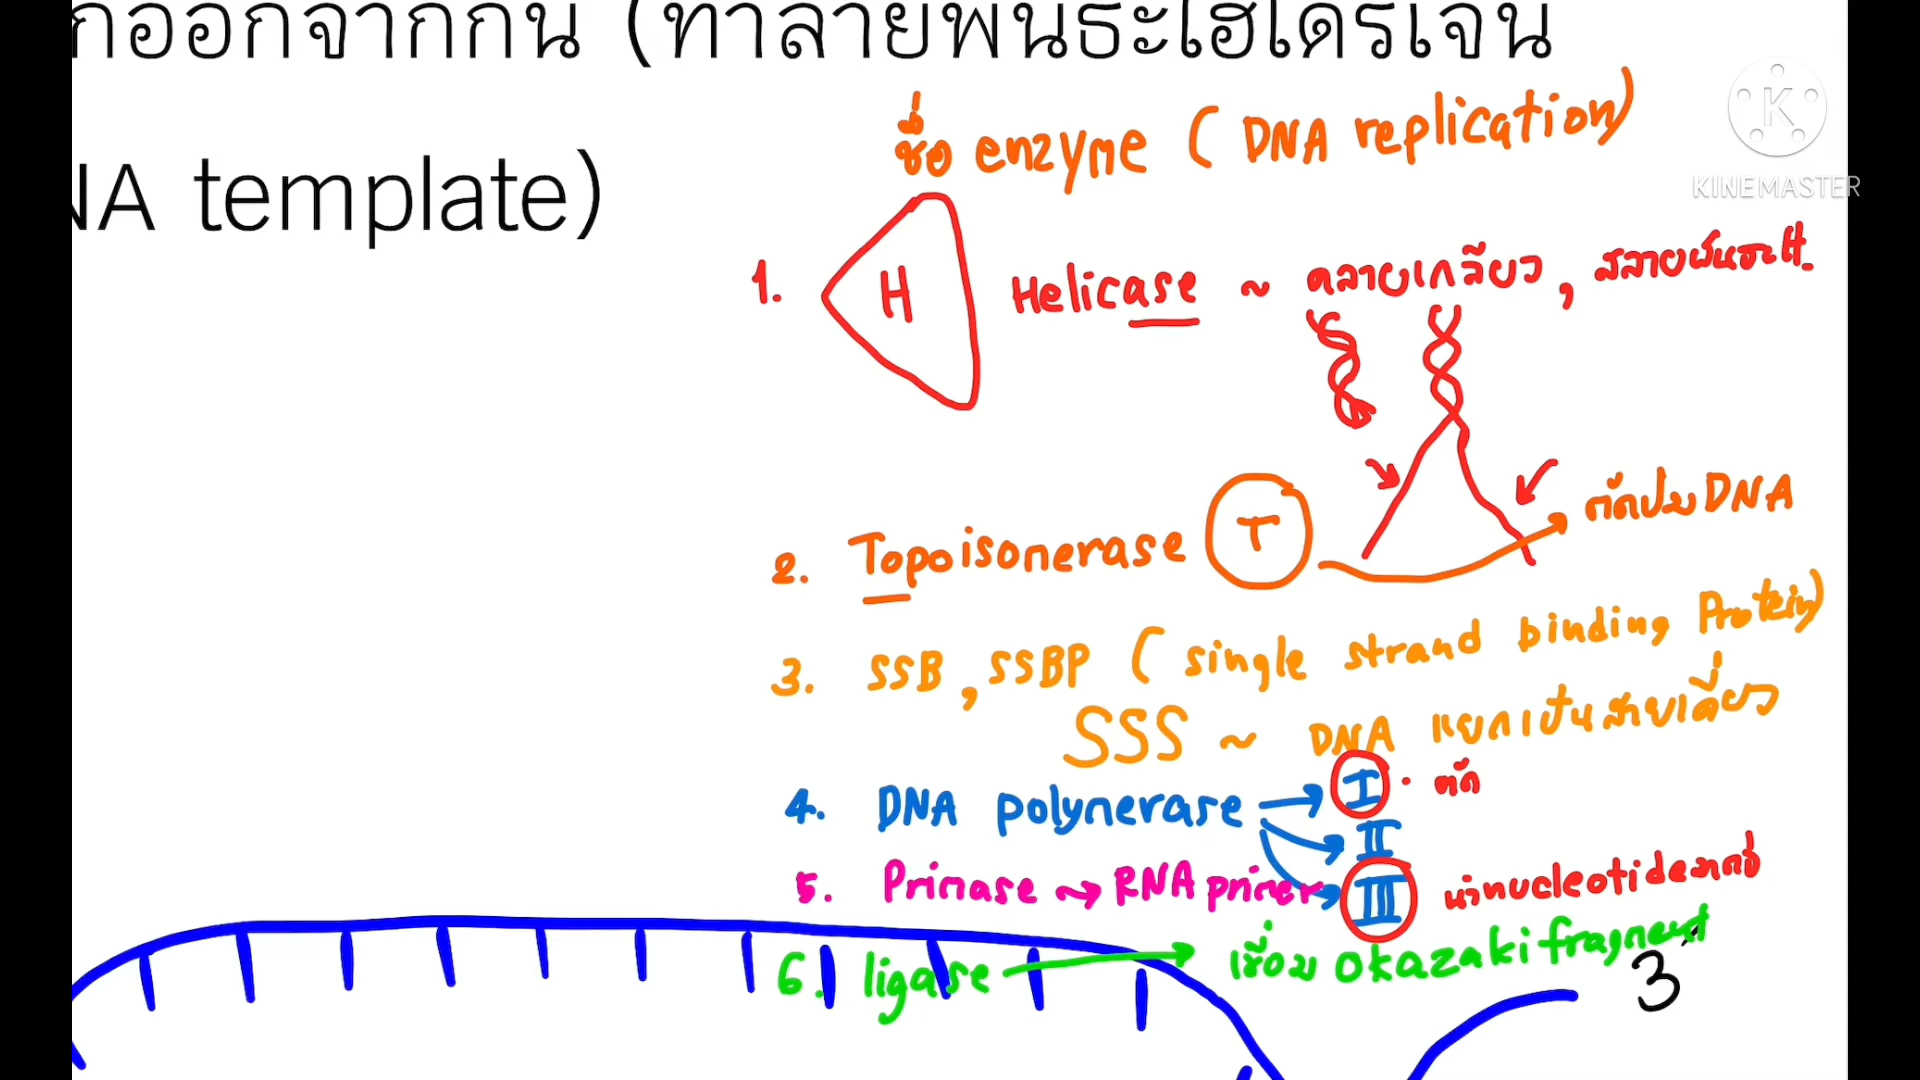 กออกจากกัน (ทำลายพันธะไฮโดรเจน
NA template)
ชื่อ enzyme ( DNA replication)
KINEMASTER
1. H Helicase ~ คลายเกลียว, สลายพันธะH.
2. Topoisonerase T ตัดปม DNA
3. SSB, SSBP ( single strand binding Protein)
SSS ~ DNA แยกเป็นสายเดี่ยว
4. DNA polynerase → I • ตัด
II
III นำnucleotideมาต่อ
5. Primase → RNA primer
6. ligase → เชื่อม okazaki fragment
3'